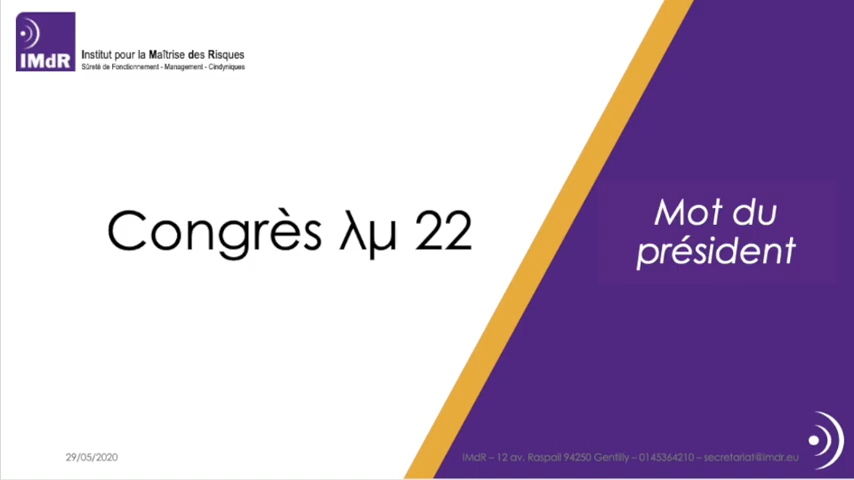 IMdR
Institut pour la Maîtrise des Risques
Sûreté de Fonctionnement - Management - Cindyniques
Congrès λμ 22
Mot du
président
29/05/2020
IMdR – 12 av. Raspail 94250 Gentilly – 0145364210 – secretariat@imdr.eu